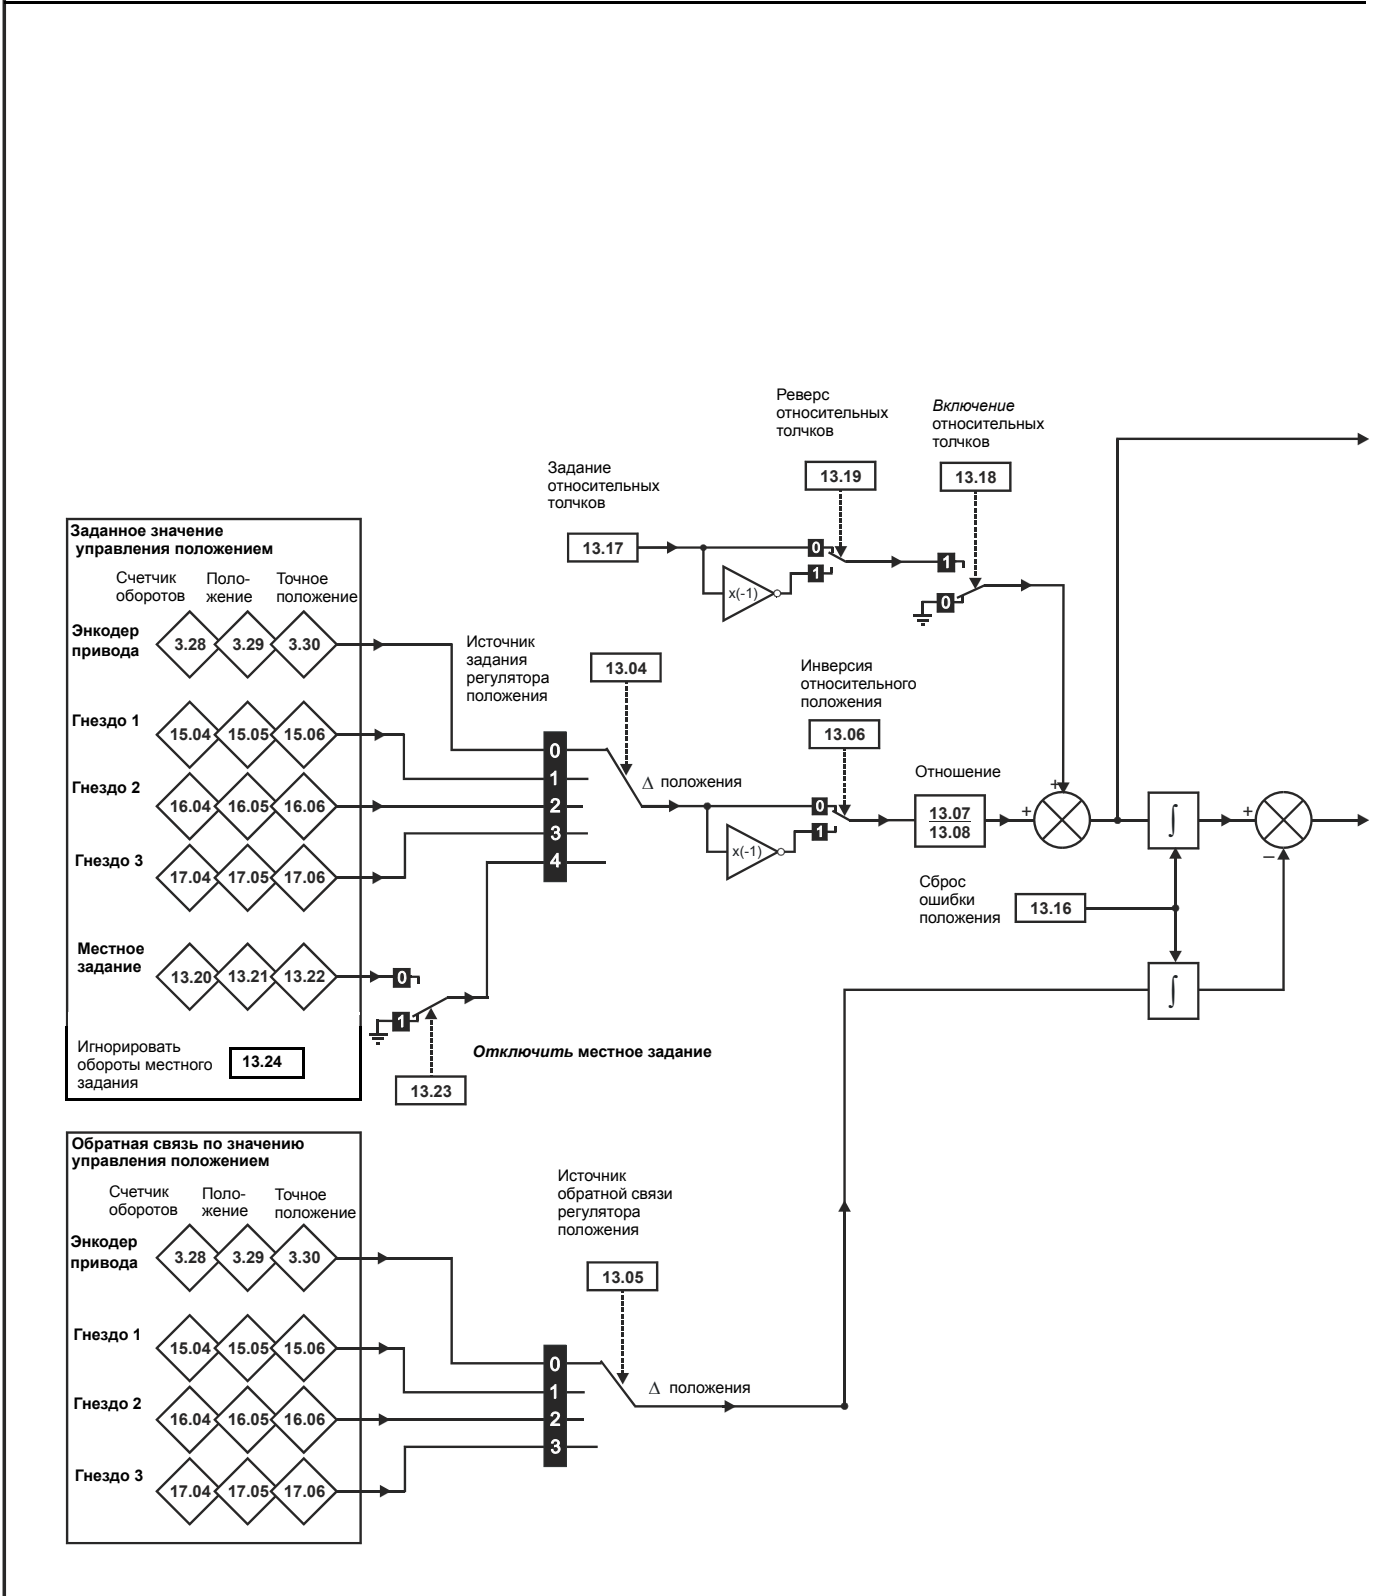 Реверс
относительных
толчков
Включение
относительных
толчков
13.19
13.18
Задание
относительных
толчков
13.17
0
1
x(-1)
1
0
Заданное значение
управления положением
Счетчик
оборотов
Поло-
жение
Точное
положение
Энкодер
привода
3.28
3.29
3.30
Гнездо 1
15.04
15.05
15.06
Гнездо 2
16.04
16.05
16.06
Гнездо 3
17.04
17.05
17.06
Местное
задание
13.20
13.21
13.22
Игнорировать
обороты местного
задания
13.24
0
1
13.23
Отключить местное задание
Источник
задания
регулятора
положения
13.04
0
1
2
3
4
Δ положения
x(-1)
Инверсия
относительного
положения
13.06
0
1
Отношение
13.07
13.08
+
+
∫
+
−
Сброс
ошибки
положения
13.16
∫
Обратная связь по значению
управления положением
Счетчик
оборотов
Поло-
жение
Точное
положение
Энкодер
привода
3.28
3.29
3.30
Гнездо 1
15.04
15.05
15.06
Гнездо 2
16.04
16.05
16.06
Гнездо 3
17.04
17.05
17.06
Источник
обратной связи
регулятора
положения
13.05
0
1
2
3
Δ положения